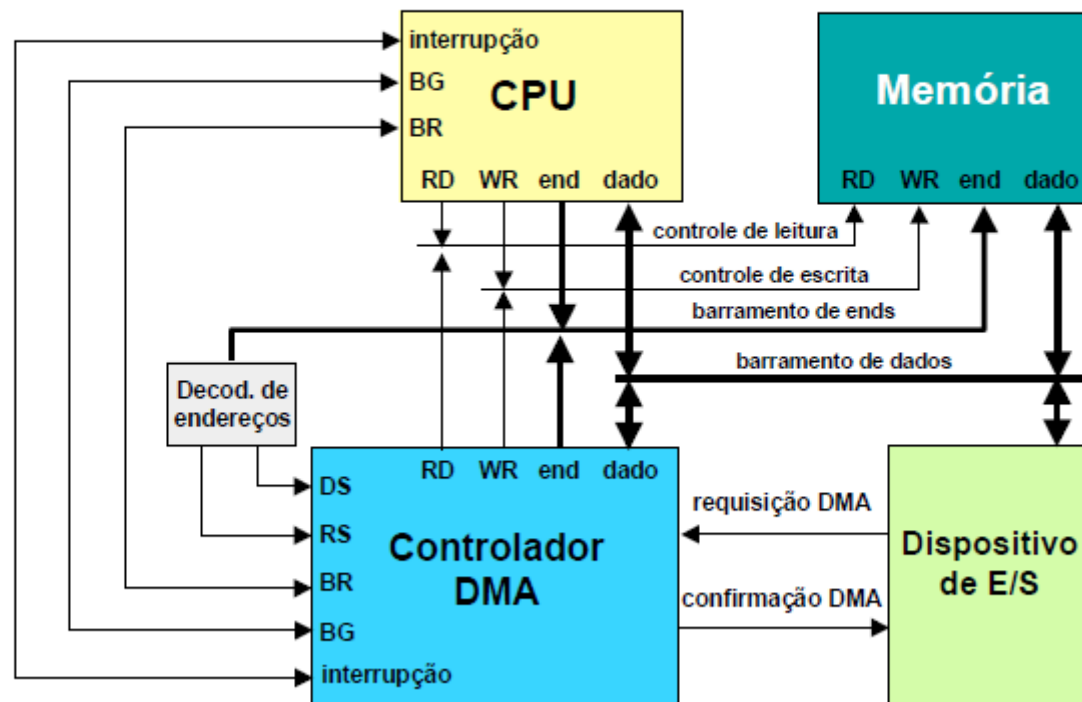 interrupção
BG
CPU
BR
RD WR end dado
Memória
RD WR end dado
controle de leitura
controle de escrita
barramento de ends
barramento de dados
Decod. de
endereços
RD WR end dado
DS
RS
Controlador
DMA
BR
BG
interrupção
requisição DMA
confirmação DMA
Dispositivo
de E/S